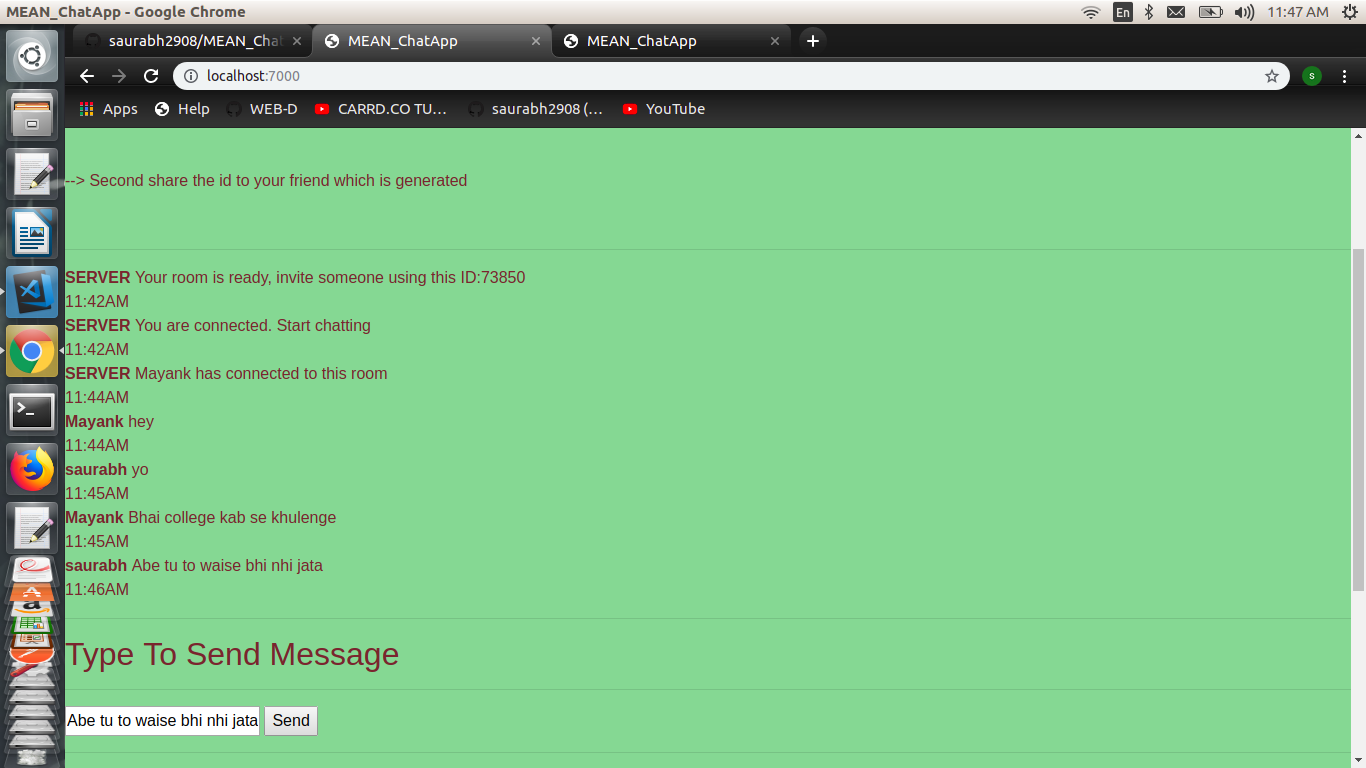 MEAN_ChatApp - Google Chrome
En
11:47 AM
saurabh2908/MEAN_Cha
MEAN_ChatApp
MEAN_ChatApp
localhost:7000
s
Apps
Help
WEB-D
CARRD.CO TU...
saurabh2908 (...
YouTube
--> Second share the id to your friend which is generated
SERVER Your room is ready, invite someone using this ID:73850
11:42AM
SERVER You are connected. Start chatting
11:42AM
SERVER Mayank has connected to this room
11:44AM
Mayank hey
11:44AM
saurabh yo
11:45AM
Mayank Bhai college kab se khulenge
11:45AM
saurabh Abe tu to waise bhi nhi jata
11:46AM
Type To Send Message
Abe tu to waise bhi nhi jata
Send